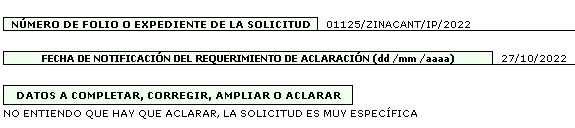 NÚMERO DE FOLIO O EXPEDIENTE DE LA SOLICITUD 01125/ZINACANT/IP/2022
FECHA DE NOTIFICACIÓN DEL REQUERIMIENTO DE ACLARACIÓN (dd /mm /aaaa) 27/10/2022
DATOS A COMPLETAR, CORREGIR, AMPLIAR O ACLARAR
NO ENTIENDO QUE HAY QUE ACLARAR, LA SOLICITUD ES MUY ESPECÍFICA